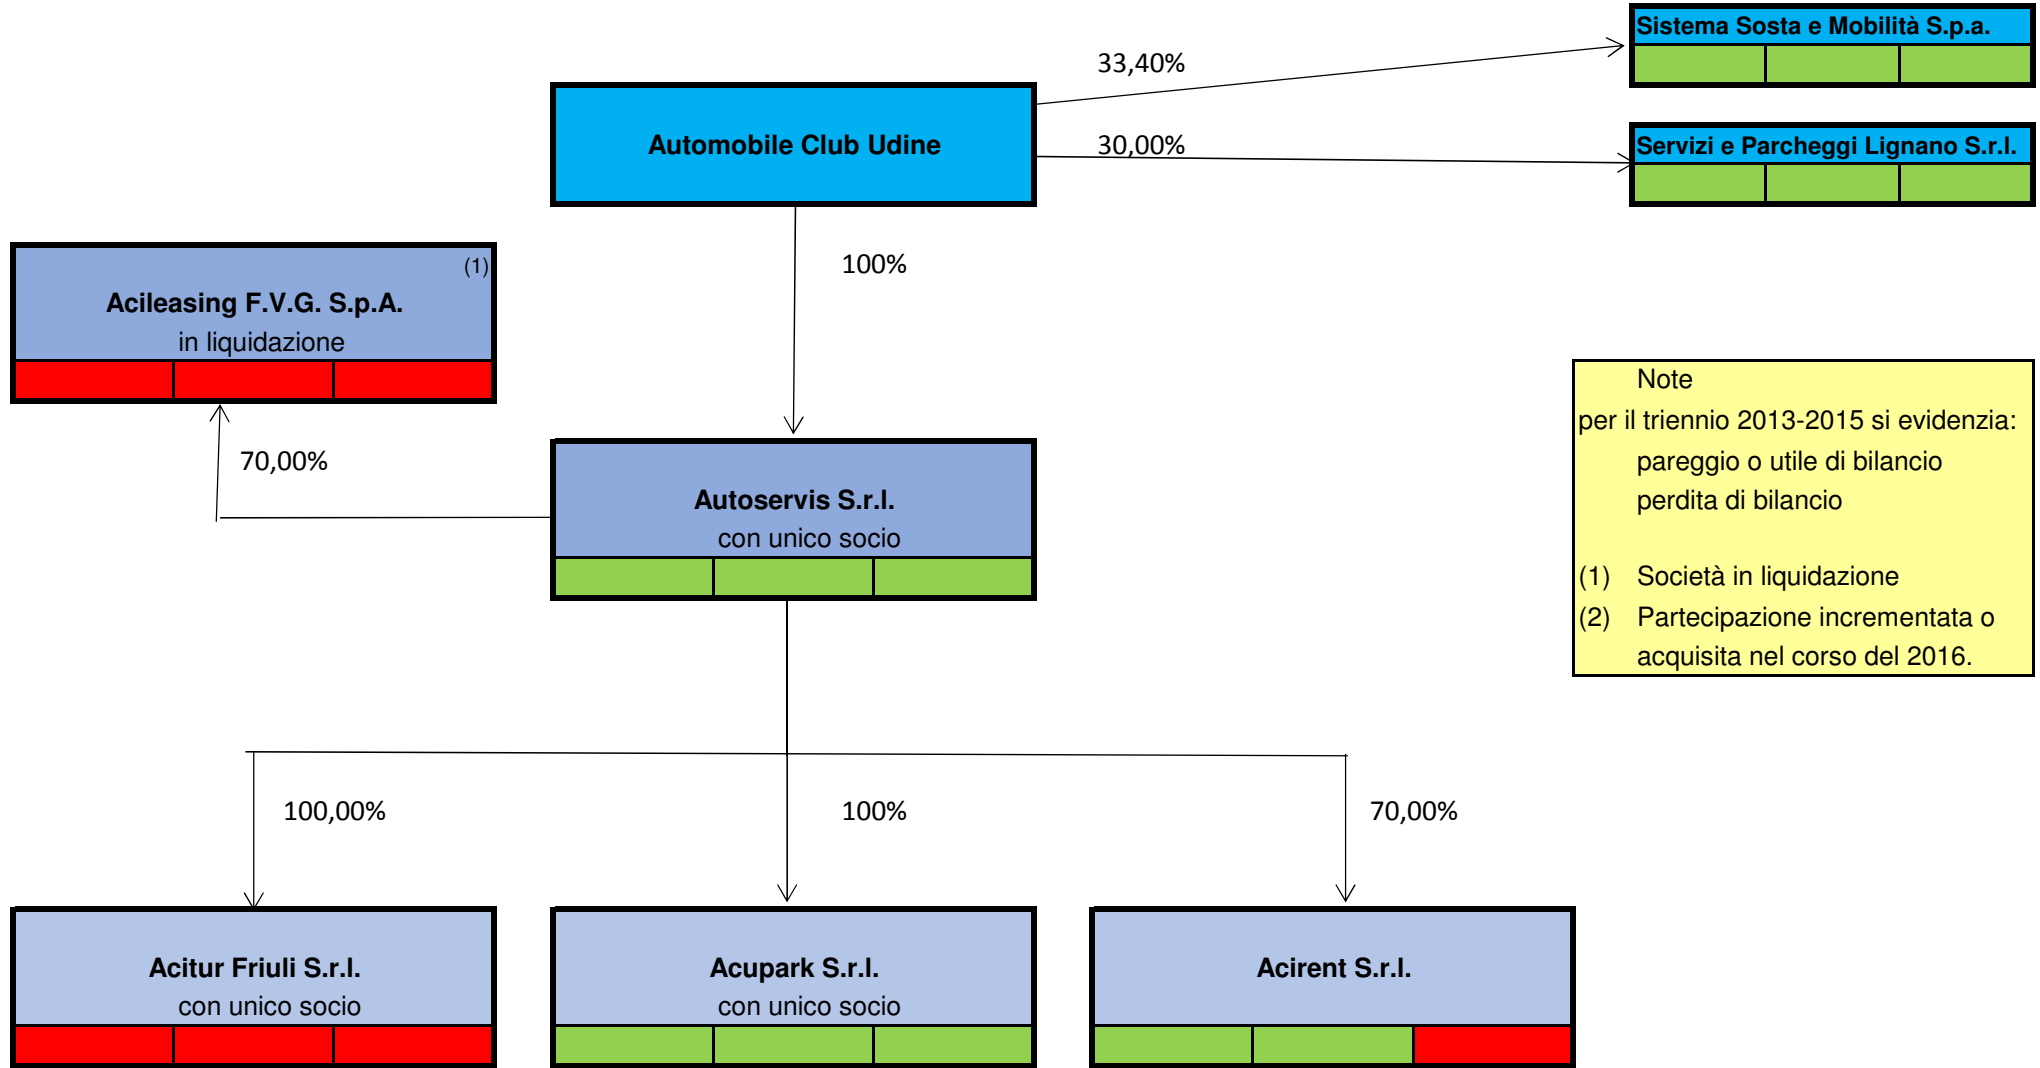 Sistema Sosta e Mobilità S.p.a.
33,40%
Automobile Club Udine
30,00%
Servizi e Parcheggi Lignano S.r.l.
100%
(1)
Acileasing F.V.G. S.p.A.
in liquidazione
70,00%
Autoservis S.r.l.
con unico socio
Note
per il triennio 2013-2015 si evidenzia:
pareggio o utile di bilancio
perdita di bilancio
(1) Società in liquidazione
(2) Partecipazione incrementata o
acquisita nel corso del 2016.
100,00%
100%
70,00%
Acitur Friuli S.r.l.
con unico socio
Acupark S.r.l.
con unico socio
Acirent S.r.l.